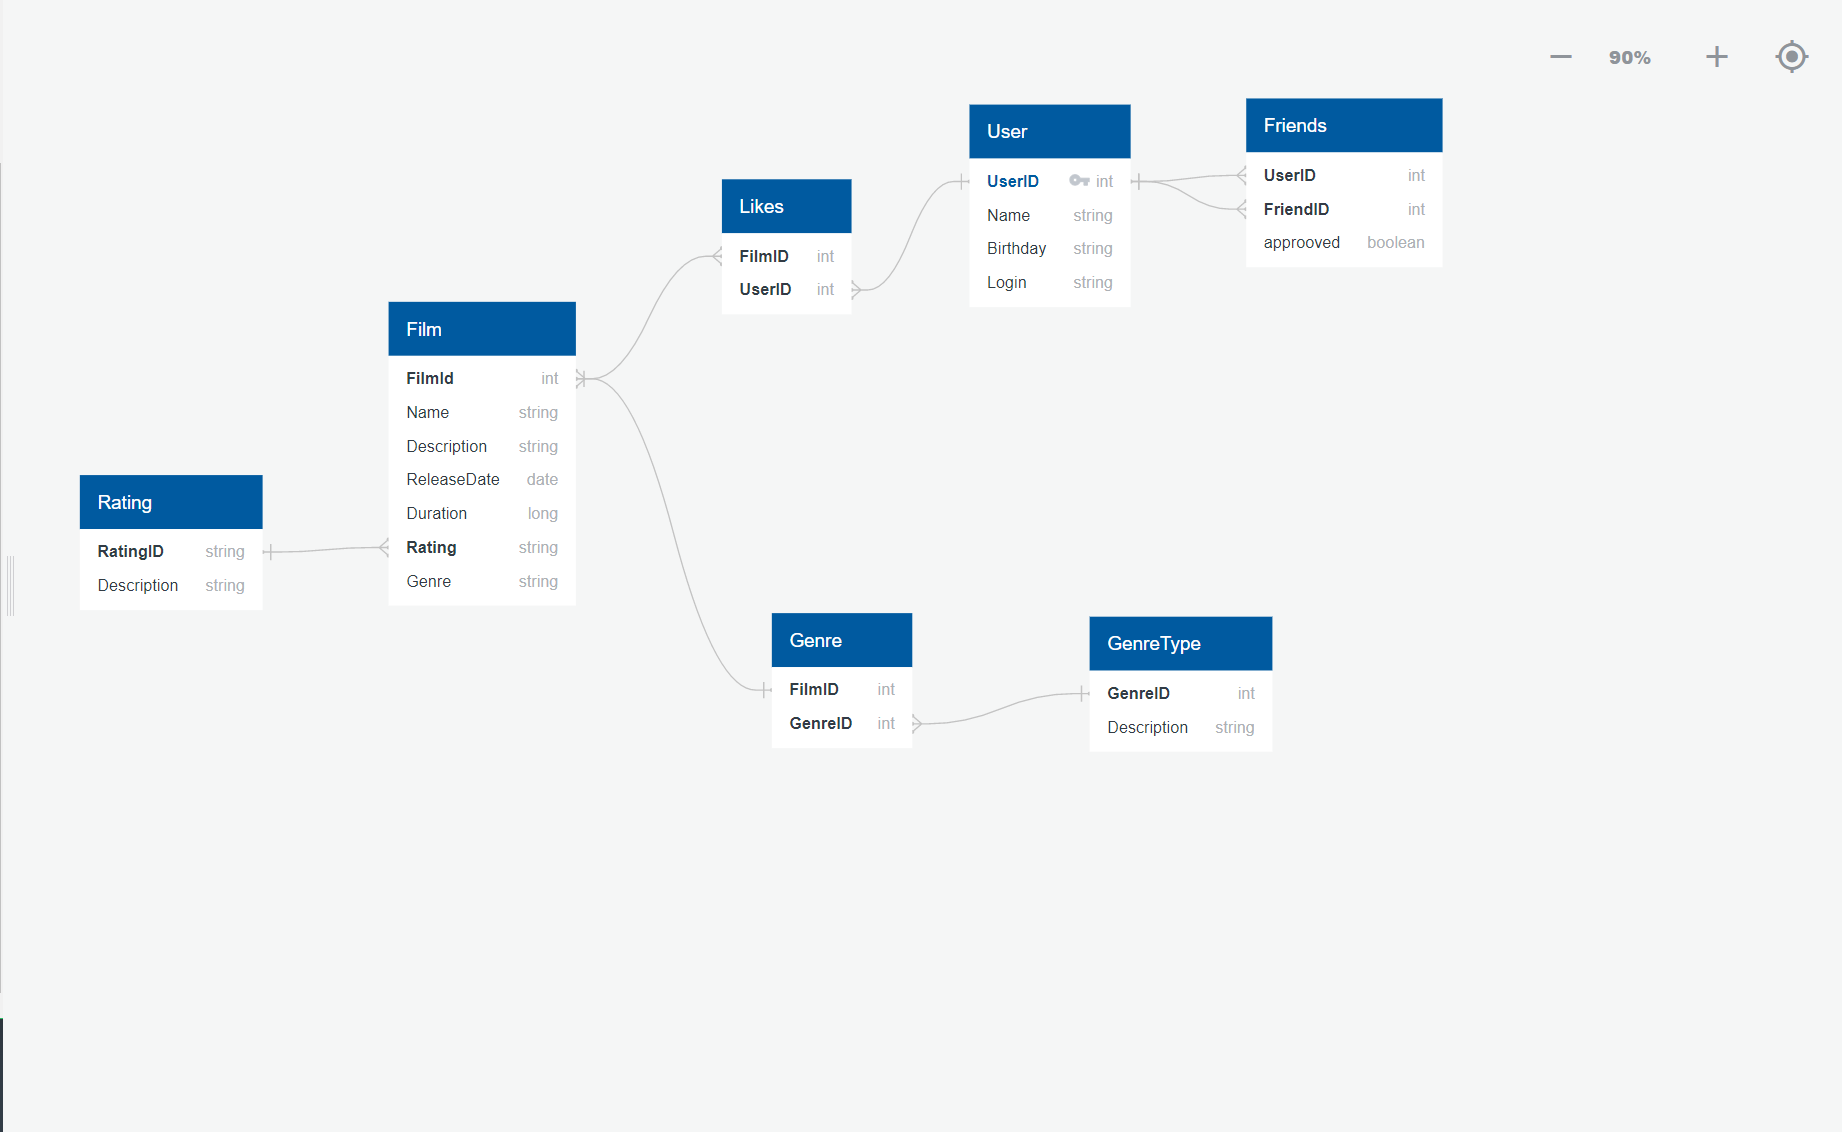 90%
User
UserID int
Name string
Birthday string
Login string
Friends
UserID int
FriendID int
approoved boolean
Likes
FilmID int
UserID int
Film
FilmId int
Name string
Description string
ReleaseDate date
Duration long
Rating string
Genre string
Rating
RatingID string
Description string
Genre
FilmID int
GenreID int
GenreType
GenreID int
Description string